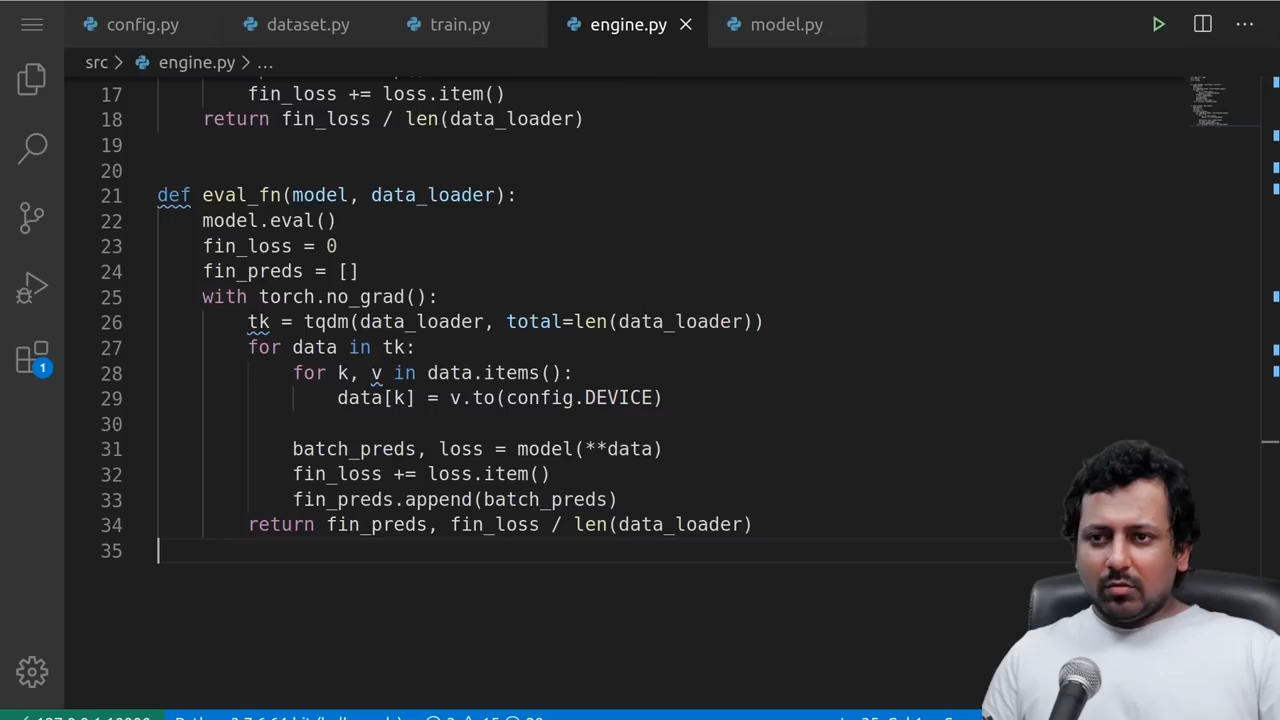 config.py
dataset.py
train.py
engine.py
model.py
src > engine.py > ...
17 fin_loss += loss.item()
18 return fin_loss / len(data_loader)
19
20
21 def eval_fn(model, data_loader):
22 model.eval()
23 fin_loss = 0
24 fin_preds = []
25 with torch.no_grad():
26 tk = tqdm(data_loader, total=len(data_loader))
27 for data in tk:
28 for k, v in data.items():
29 data[k] = v.to(config.DEVICE)
30
31 batch_preds, loss = model(**data)
32 fin_loss += loss.item()
33 fin_preds.append(batch_preds)
34 return fin_preds, fin_loss / len(data_loader)
35
1